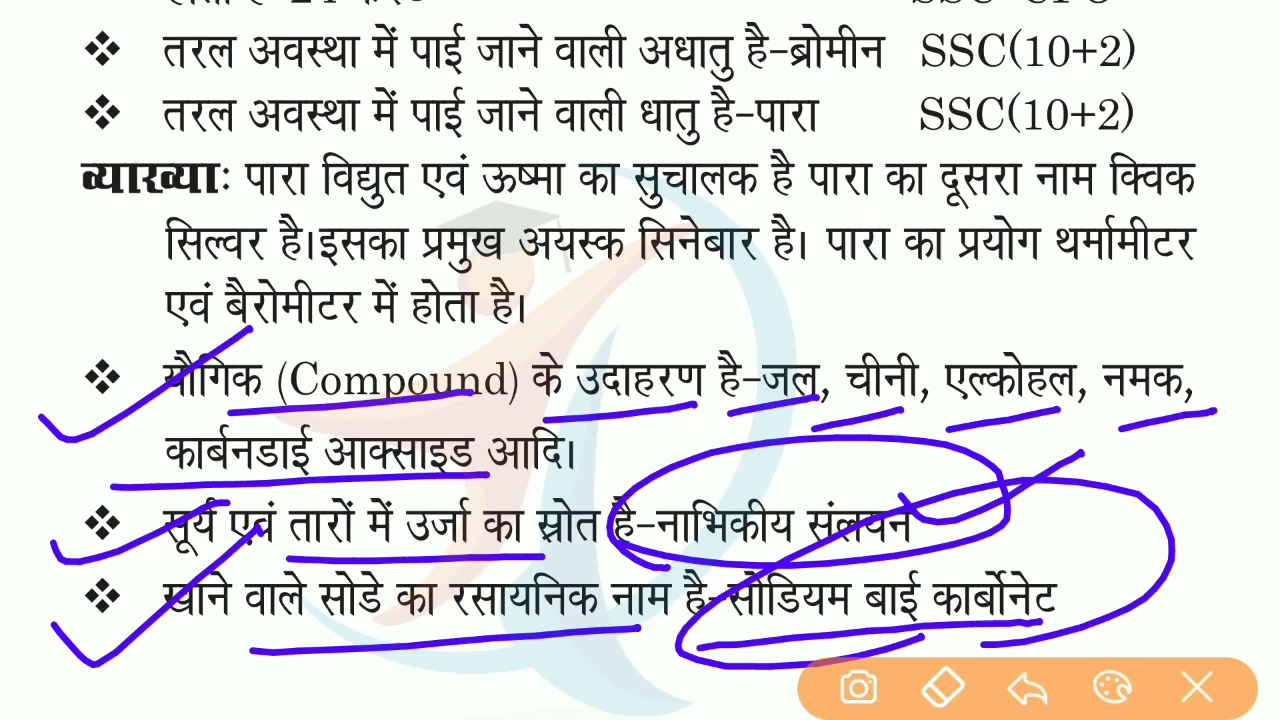 ❖ तरल अवस्था में पाई जाने वाली अधातु है–ब्रोमीन SSC(10+2)
❖ तरल अवस्था में पाई जाने वाली धातु है–पारा SSC(10+2)
व्याख्याः पारा विद्युत एवं ऊष्मा का सुचालक है पारा का दूसरा नाम क्विक
सिल्वर है।इसका प्रमुख अयस्क सिनेबार है। पारा का प्रयोग थर्मामीटर
एवं बैरोमीटर में होता है।
❖ यौगिक (Compound) के उदाहरण है–जल, चीनी, एल्कोहल, नमक,
कार्बनडाई आक्साइड आदि।
❖ सूर्य एवं तारों में उर्जा का स्रोत है–नाभिकीय संलयन
❖ खाने वाले सोडे का रसायनिक नाम है–सोडियम बाई कार्बोनेट